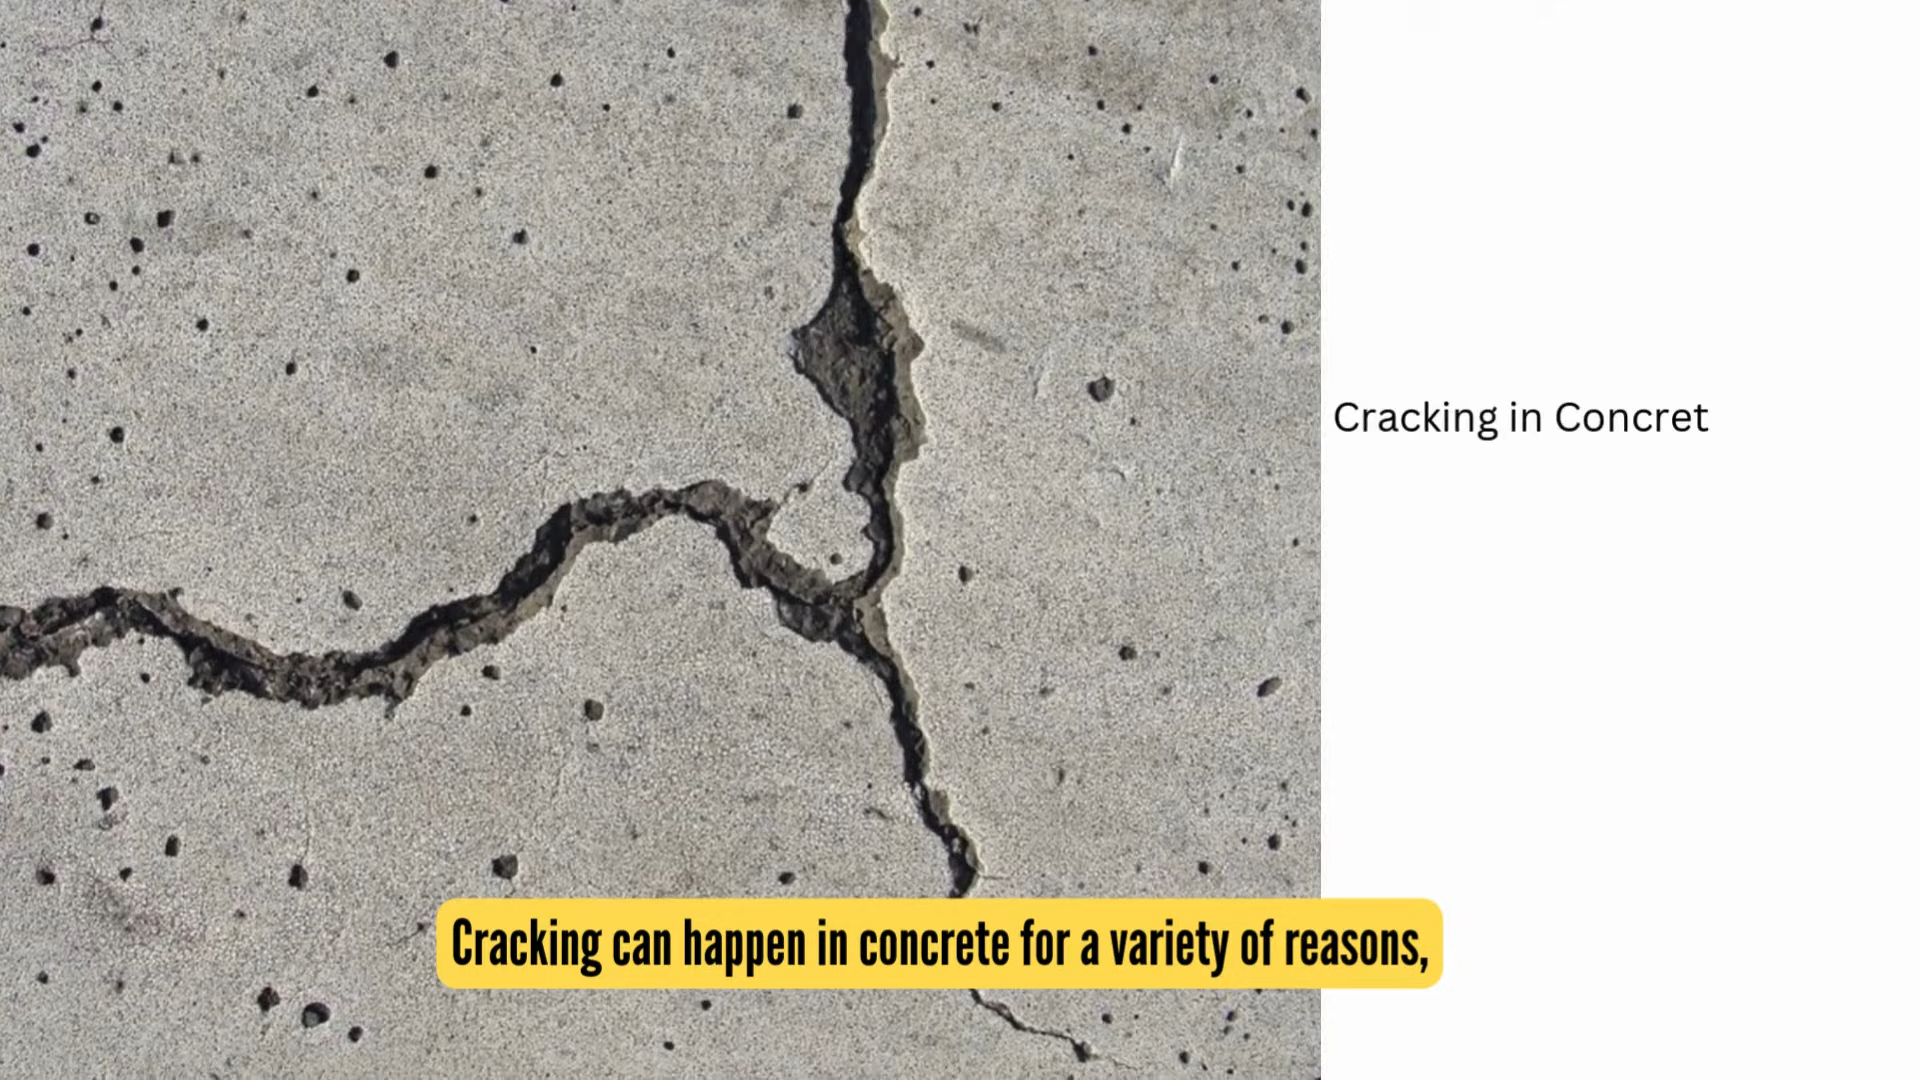 Cracking in Concret
Cracking can happen in concrete for a variety of reasons,